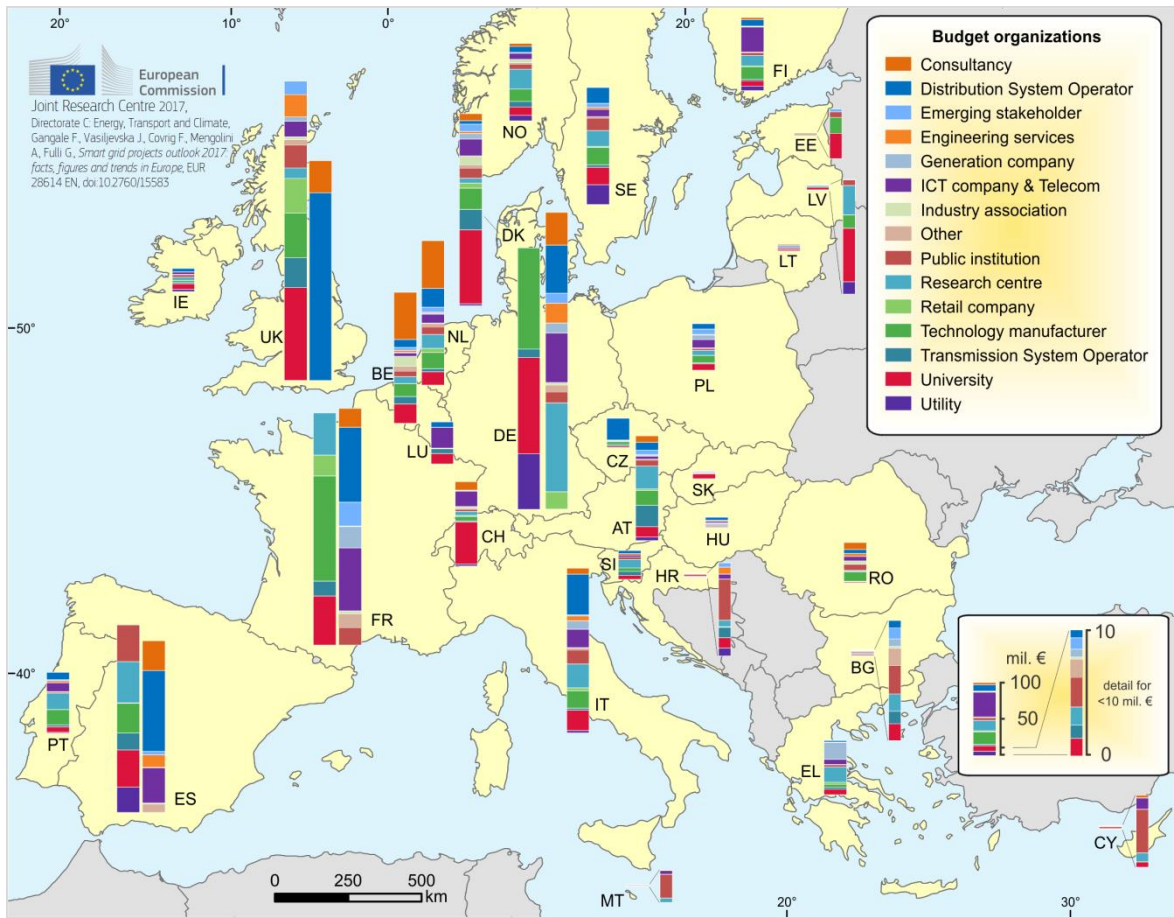 20°
10°
0°
20°
European
Commission
Joint Research Centre 2017,
Directorate C: Energy, Transport and Climate,
Gangale F., Vasiljevska J., Covrig F., Mengolini
A., Fulli G., Smart grid projects outlook 2017:
facts, figures and trends in Europe, EUR
28614 EN, doi:10.2760/15583
Budget organizations
Consultancy
Distribution System Operator
Emerging stakeholder
Engineering services
Generation company
ICT company & Telecom
Industry association
Other
Public institution
Research centre
Retail company
Technology manufacturer
Transmission System Operator
University
Utility
FI
NO
SE
EE
LV
LT
DK
IE
UK
NL
BE
50°
50°
PL
DE
LU
CZ
SK
CH
AT
HU
SI
HR
RO
FR
IT
BG
40°
40°
PT
ES
EL
CY
MT
mil. €
100
50
10
0
detail for
<10 mil. €
0 250 500
km
20°
30°